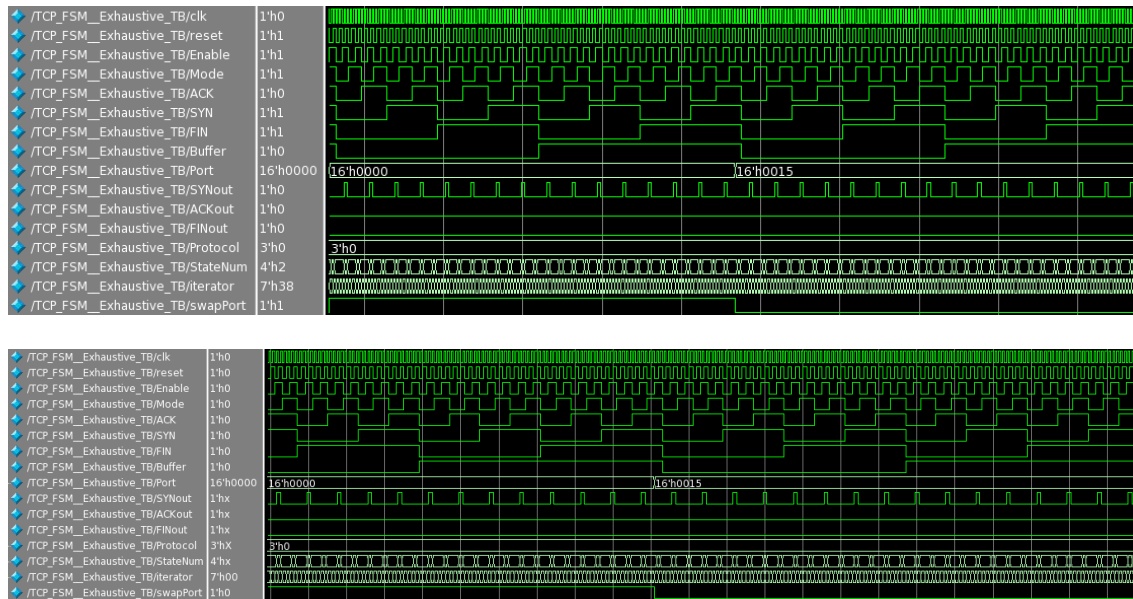 /TCP_FSM__Exhaustive_TB/clk 1'h0
/TCP_FSM__Exhaustive_TB/reset 1'h1
/TCP_FSM__Exhaustive_TB/Enable 1'h1
/TCP_FSM__Exhaustive_TB/Mode 1'h1
/TCP_FSM__Exhaustive_TB/ACK 1'h0
/TCP_FSM__Exhaustive_TB/SYN 1'h1
/TCP_FSM__Exhaustive_TB/FIN 1'h1
/TCP_FSM__Exhaustive_TB/Buffer 1'h0
/TCP_FSM__Exhaustive_TB/Port 16'h0000 16'h0000 16'h0015
/TCP_FSM__Exhaustive_TB/SYNout 1'h0
/TCP_FSM__Exhaustive_TB/ACKout 1'h0
/TCP_FSM__Exhaustive_TB/FINout 1'h0
/TCP_FSM__Exhaustive_TB/Protocol 3'h0 3'h0
/TCP_FSM__Exhaustive_TB/StateNum 4'h2
/TCP_FSM__Exhaustive_TB/iterator 7'h38
/TCP_FSM__Exhaustive_TB/swapPort 1'h1
/TCP_FSM__Exhaustive_TB/clk 1'h0
/TCP_FSM__Exhaustive_TB/reset 1'h0
/TCP_FSM__Exhaustive_TB/Enable 1'h0
/TCP_FSM__Exhaustive_TB/Mode 1'h0
/TCP_FSM__Exhaustive_TB/ACK 1'h0
/TCP_FSM__Exhaustive_TB/SYN 1'h0
/TCP_FSM__Exhaustive_TB/FIN 1'h0
/TCP_FSM__Exhaustive_TB/Buffer 1'h0
/TCP_FSM__Exhaustive_TB/Port 16'h0000 16'h0000 16'h0015
/TCP_FSM__Exhaustive_TB/SYNout 1'hx
/TCP_FSM__Exhaustive_TB/ACKout 1'hx
/TCP_FSM__Exhaustive_TB/FINout 1'hx
/TCP_FSM__Exhaustive_TB/Protocol 3'hX 3'h0
/TCP_FSM__Exhaustive_TB/StateNum 4'hx
/TCP_FSM__Exhaustive_TB/iterator 7'h00
/TCP_FSM__Exhaustive_TB/swapPort 1'h0